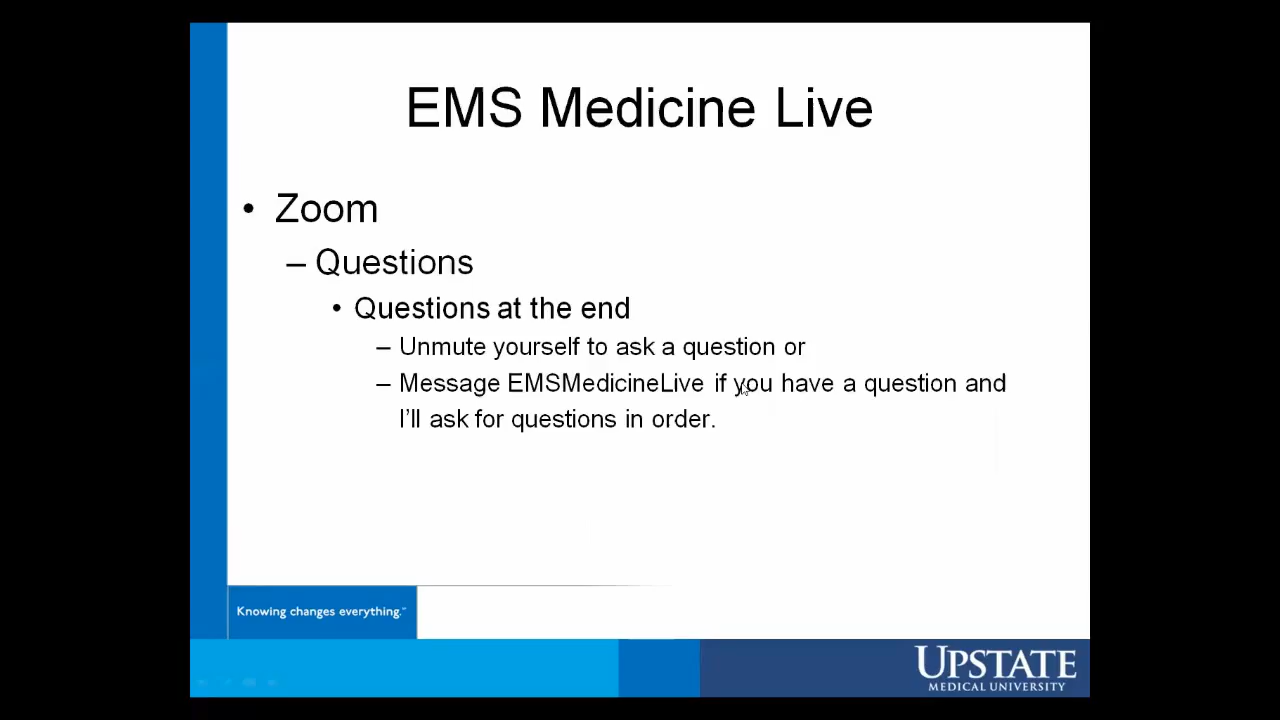 EMS Medicine Live
• Zoom
– Questions
• Questions at the end
– Unmute yourself to ask a question or
– Message EMSMedicineLive if you have a question and
I'll ask for questions in order.
Knowing changes everything.™
UPSTATE
MEDICAL UNIVERSITY